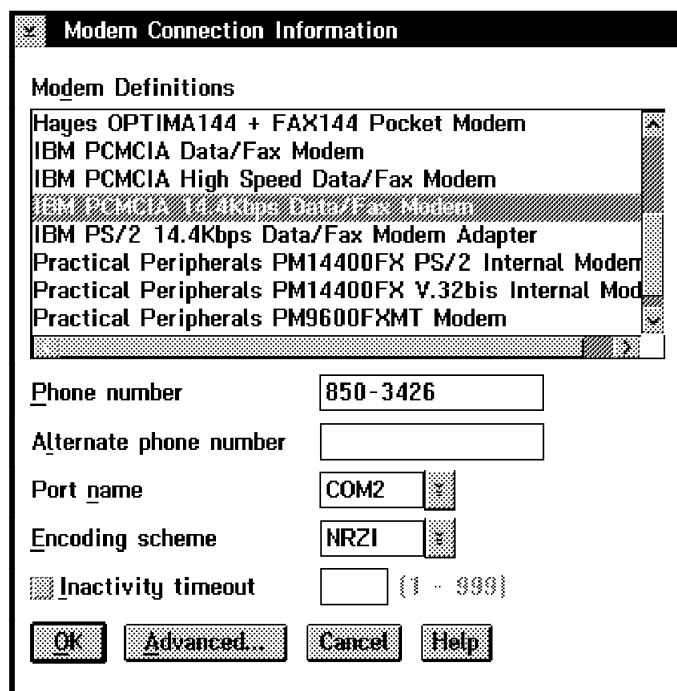 Modem Connection Information
Modem Definitions
Hayes OPTIMA144 + FAX144 Pocket Modem
IBM PCMCIA Data/Fax Modem
IBM PCMCIA High Speed Data/Fax Modem
IBM PCMCIA 14.4Kbps Data/Fax Modem
IBM PS/2 14.4Kbps Data/Fax Modem Adapter
Practical Peripherals PM14400FX PS/2 Internal Modem
Practical Peripherals PM14400FX V.32bis Internal Mod
Practical Peripherals PM9600FXMT Modem
Phone number 850-3426
Alternate phone number
Port name COM2
Encoding scheme NRZI
Inactivity timeout (1 - 999)
OK Advanced... Cancel Help